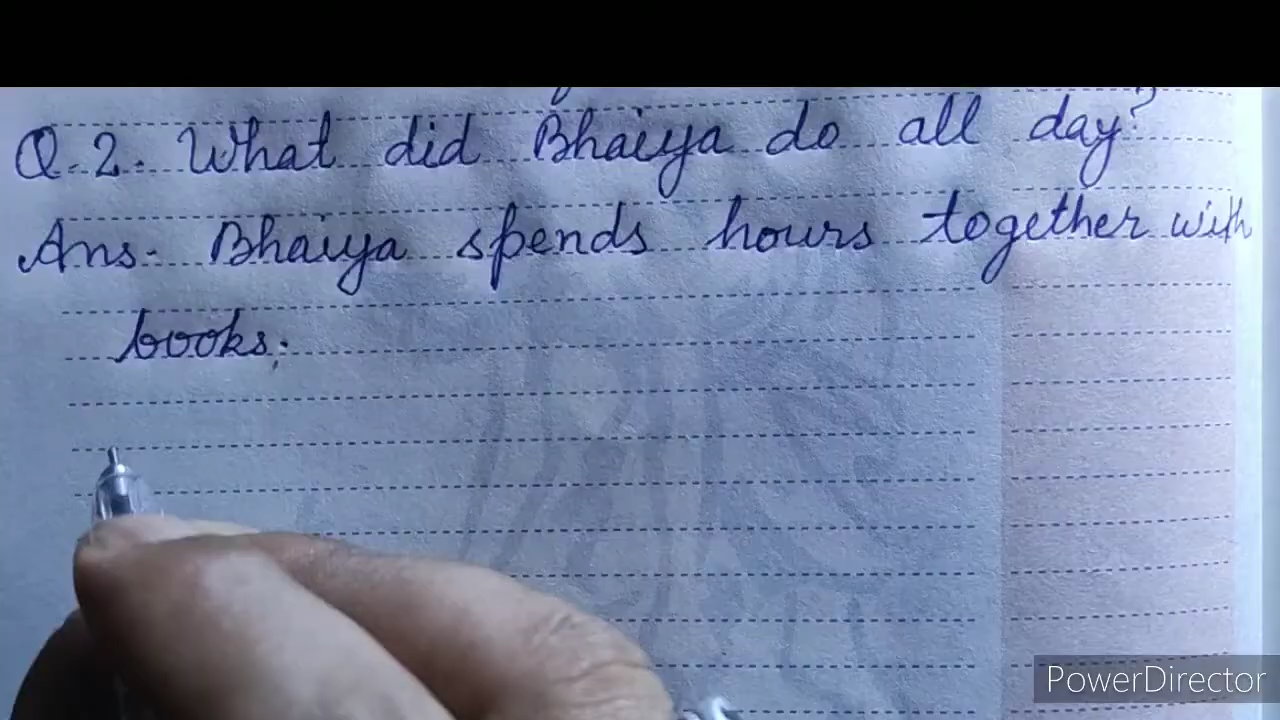 Q.2. What did Bhaiya do all day?
Ans. Bhaiya spends hours together with
books.
PowerDirector